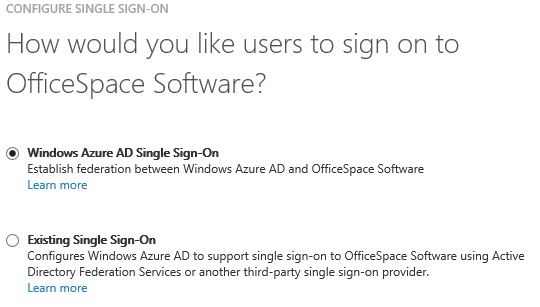 CONFIGURE SINGLE SIGN-ON
How would you like users to sign on to
OfficeSpace Software?
Windows Azure AD Single Sign-On
Establish federation between Windows Azure AD and OfficeSpace Software
Learn more
Existing Single Sign-On
Configures Windows Azure AD to support single sign-on to OfficeSpace Software using Active
Directory Federation Services or another third-party single sign-on provider.
Learn more